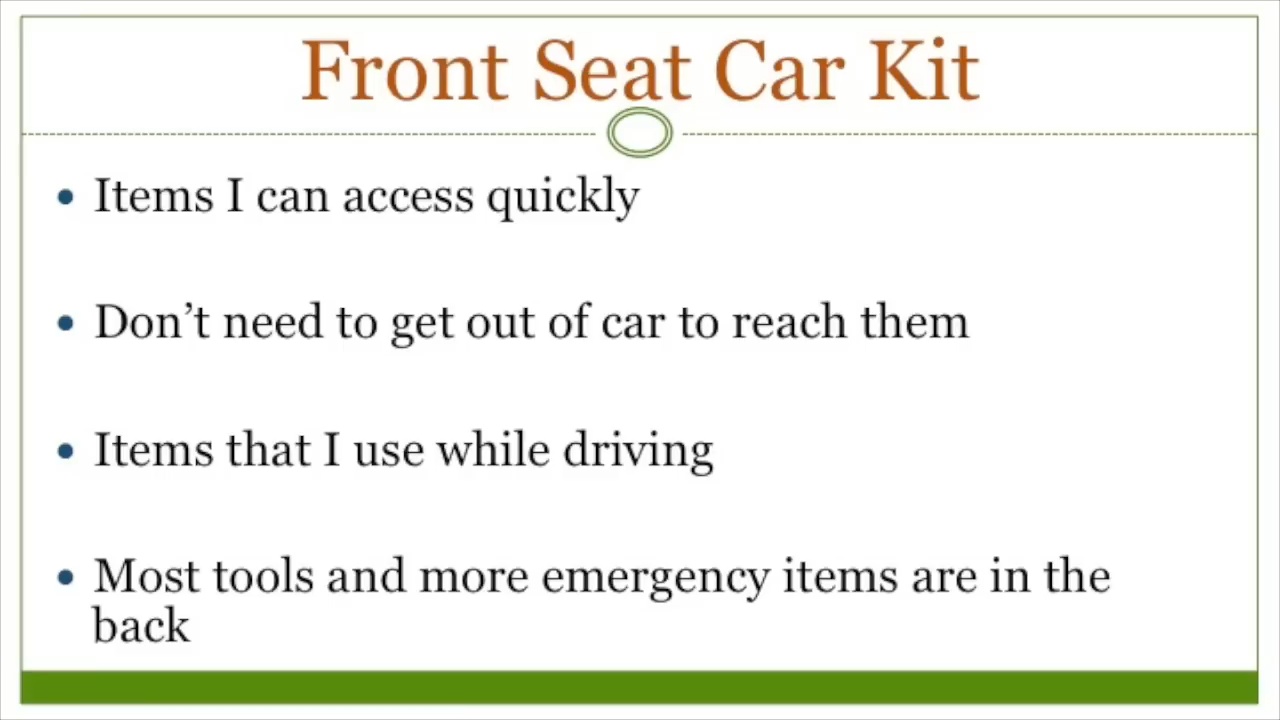 Front Seat Car Kit
• Items I can access quickly
• Don’t need to get out of car to reach them
• Items that I use while driving
• Most tools and more emergency items are in the
back